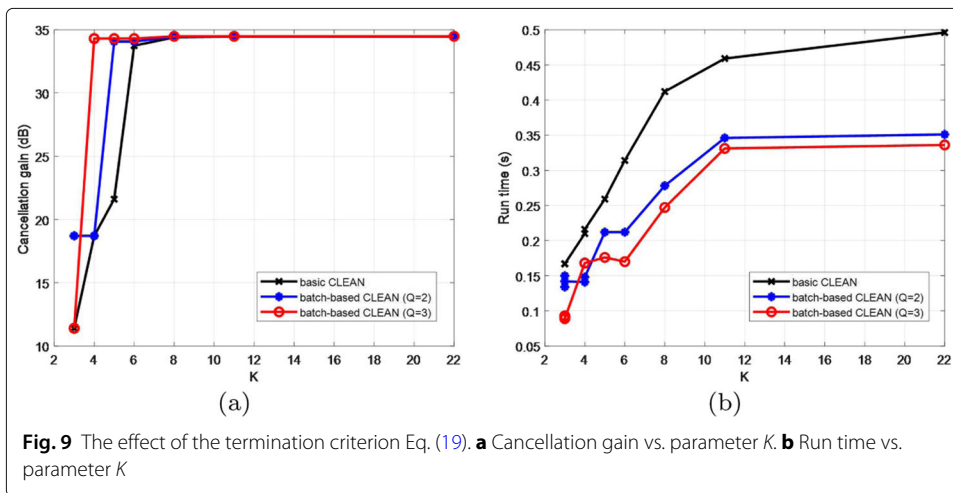 35
30
25
20
15
10
2 4 6 8 10 12 14 16 18 20 22
Cancellation gain (dB)
K
basic CLEAN
batch-based CLEAN (Q=2)
batch-based CLEAN (Q=3)
(a)
0.5
0.45
0.4
0.35
0.3
0.25
0.2
0.15
0.1
0.05
2 4 6 8 10 12 14 16 18 20 22
Run time (s)
K
basic CLEAN
batch-based CLEAN (Q=2)
batch-based CLEAN (Q=3)
(b)
Fig. 9 The effect of the termination criterion Eq. (19). a Cancellation gain vs. parameter K. b Run time vs.
parameter K